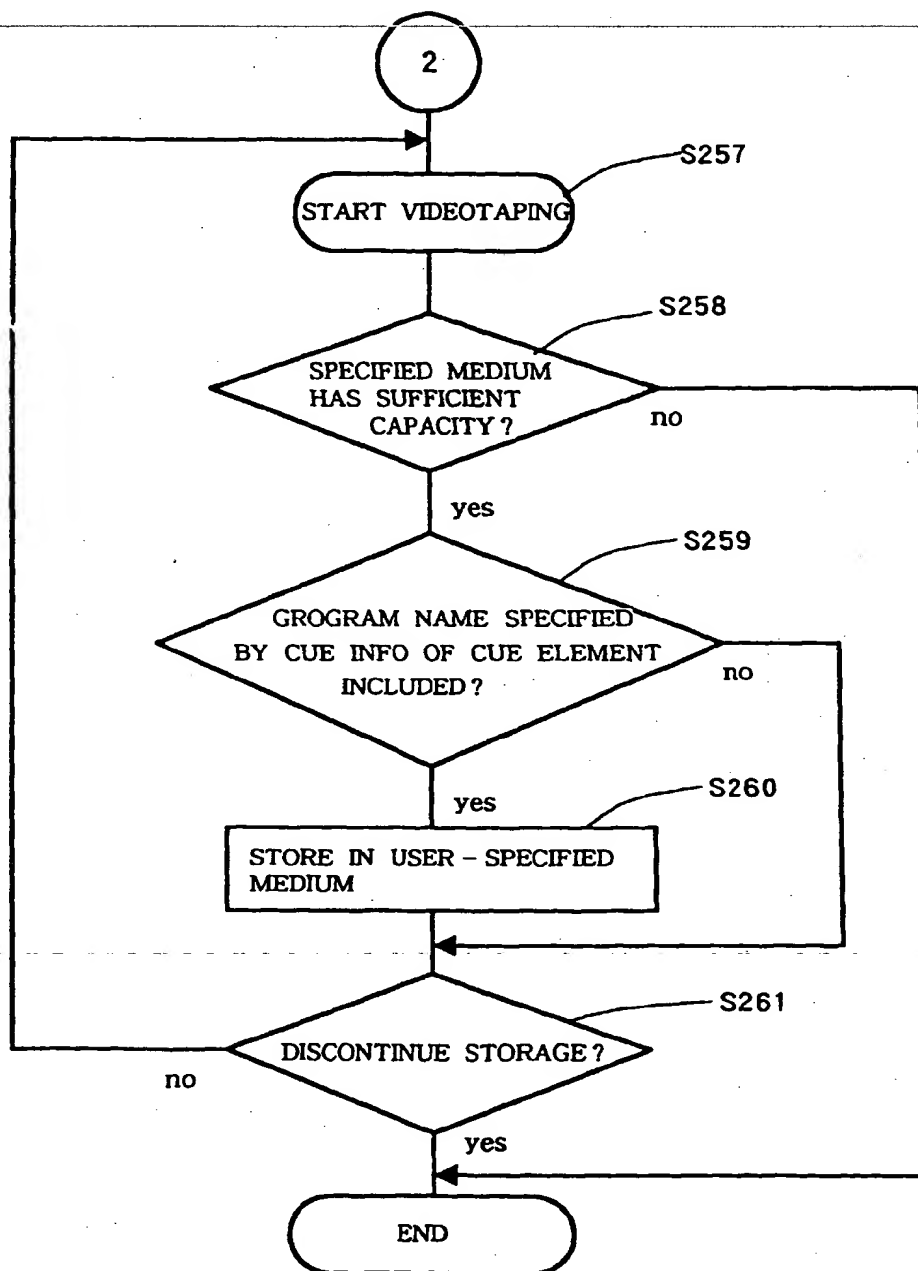 2
S257
START VIDEOTAPING
S258
SPECIFIED MEDIUM
HAS SUFFICIENT
CAPACITY?
no
yes
S259
GROGRAM NAME SPECIFIED
BY CUE INFO OF CUE ELEMENT
INCLUDED?
no
yes
S260
STORE IN USER-SPECIFIED
MEDIUM
S261
DISCONTINUE STORAGE?
no
yes
END